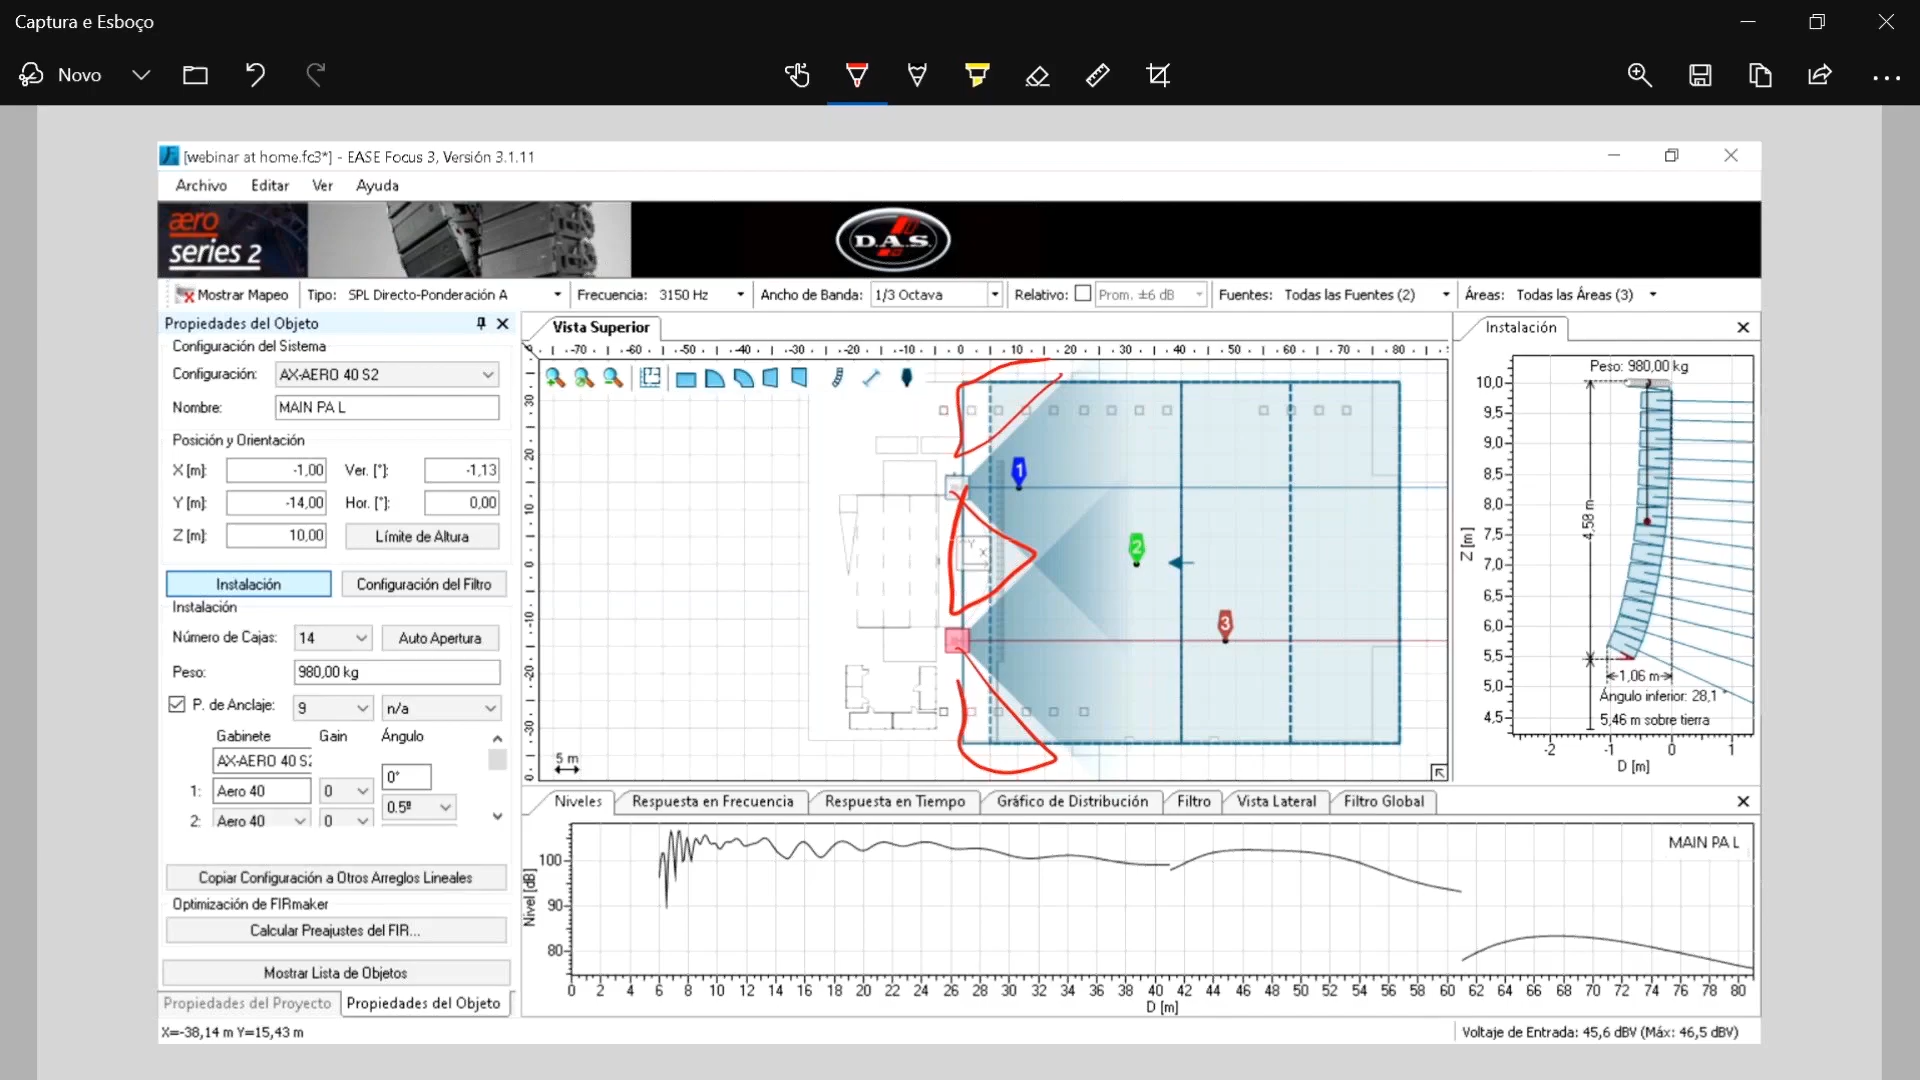 Captura e Esboço
Novo
[webinar at home.fc3*] - EASE Focus 3, Versión 3.1.11
Archivo Editar Ver Ayuda
aero
series 2
D.A.S.
Mostrar Mapeo Tipo: SPL Directo-Ponderación A Frecuencia: 3150 Hz Ancho de Banda: 1/3 Octava Relativo: Prom. ±6 dB Fuentes: Todas las Fuentes (2) Áreas: Todas las Áreas (3)
Propiedades del Objeto
Configuración del Sistema
Configuración: AX-AERO 40 S2
Nombre: MAIN PA L
Posición y Orientación
X [m]: -1,00 Ver. [°]: -1,13
Y [m]: -14,00 Hor. [°]: 0,00
Z [m]: 10,00 Límite de Altura
Instalación Configuración del Filtro
Instalación
Número de Cajas: 14 Auto Apertura
Peso: 980,00 kg
P. de Anclaje: 9 n/a
Gabinete Gain Ángulo
AX-AERO 40 S2
0°
1: Aero 40 0
0.5º
2: Aero 40 0
Copiar Configuración a Otros Arreglos Lineales
Optimización de FIRmaker
Calcular Preajustes del FIR...
Mostrar Lista de Objetos
Propiedades del Proyecto Propiedades del Objeto
X=-38,14 m Y=15,43 m
Vista Superior
-70 -60 -50 -40 -30 -20 -10 0 10 20 30 40 50 60 70 80
30
20
10
0
-10
-20
-30
1
2
3
Y
X
5 m
Instalación
Peso: 980,00 kg
10.0
9.5
9.0
8.5
8.0
7.5
7.0
6.5
6.0
5.5
5.0
4.5
Z [m]
4,58 m
1,06 m
Ángulo inferior: 28,1 °
5,46 m sobre tierra
-2 -1 0 1
D [m]
Niveles Respuesta en Frecuencia Respuesta en Tiempo Gráfico de Distribución Filtro Vista Lateral Filtro Global
MAIN PA L
Nivel [dB]
100
90
80
0 2 4 6 8 10 12 14 16 18 20 22 24 26 28 30 32 34 36 38 40 42 44 46 48 50 52 54 56 58 60 62 64 66 68 70 72 74 76 78 80
D [m]
Voltaje de Entrada: 45,6 dBV (Máx: 46,5 dBV)